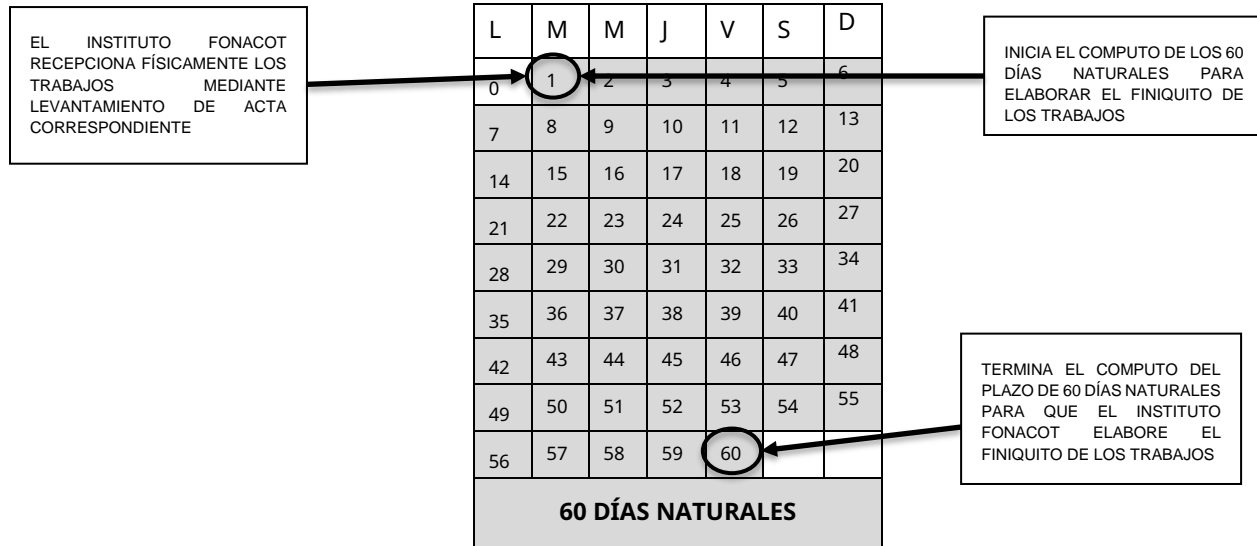 EL INSTITUTO FONACOT
RECEPCIONA FÍSICAMENTE LOS
TRABAJOS MEDIANTE
LEVANTAMIENTO DE ACTA
CORRESPONDIENTE
L M M J V S D
0 1 2 3 4 5 6
7 8 9 10 11 12 13
14 15 16 17 18 19 20
21 22 23 24 25 26 27
28 29 30 31 32 33 34
35 36 37 38 39 40 41
42 43 44 45 46 47 48
49 50 51 52 53 54 55
56 57 58 59 60
60 DÍAS NATURALES
INICIA EL COMPUTO DE LOS 60
DÍAS NATURALES PARA
ELABORAR EL FINIQUITO DE
LOS TRABAJOS
TERMINA EL COMPUTO DEL
PLAZO DE 60 DÍAS NATURALES
PARA QUE EL INSTITUTO
FONACOT ELABORE EL
FINIQUITO DE LOS TRABAJOS